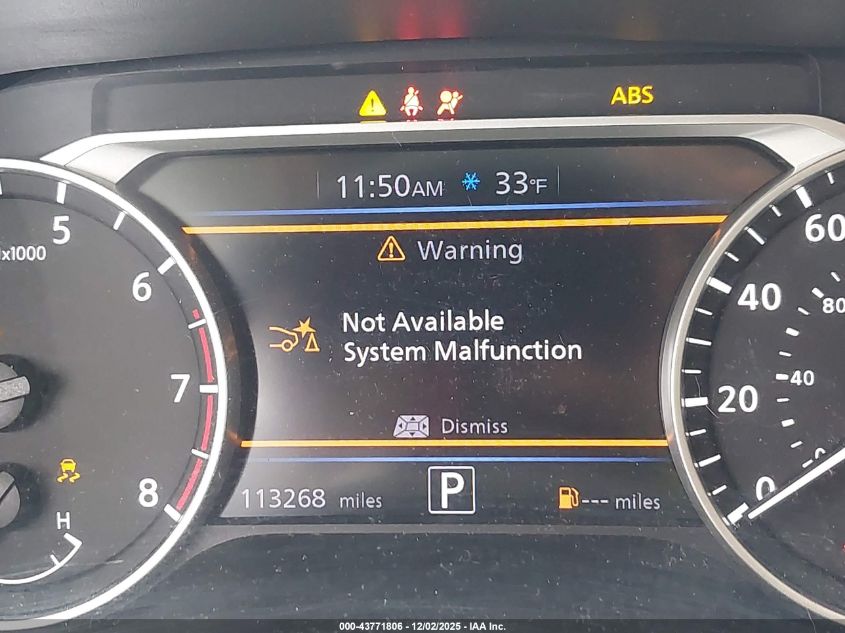 ABS
11:50AM 33°F
Warning
Not Available
System Malfunction
Dismiss
113268 miles P --- miles
5
x1000
6
7
8
H
60
40
20
0
80
40
0
000-43771806 - 12/02/2025 - IAA Inc.